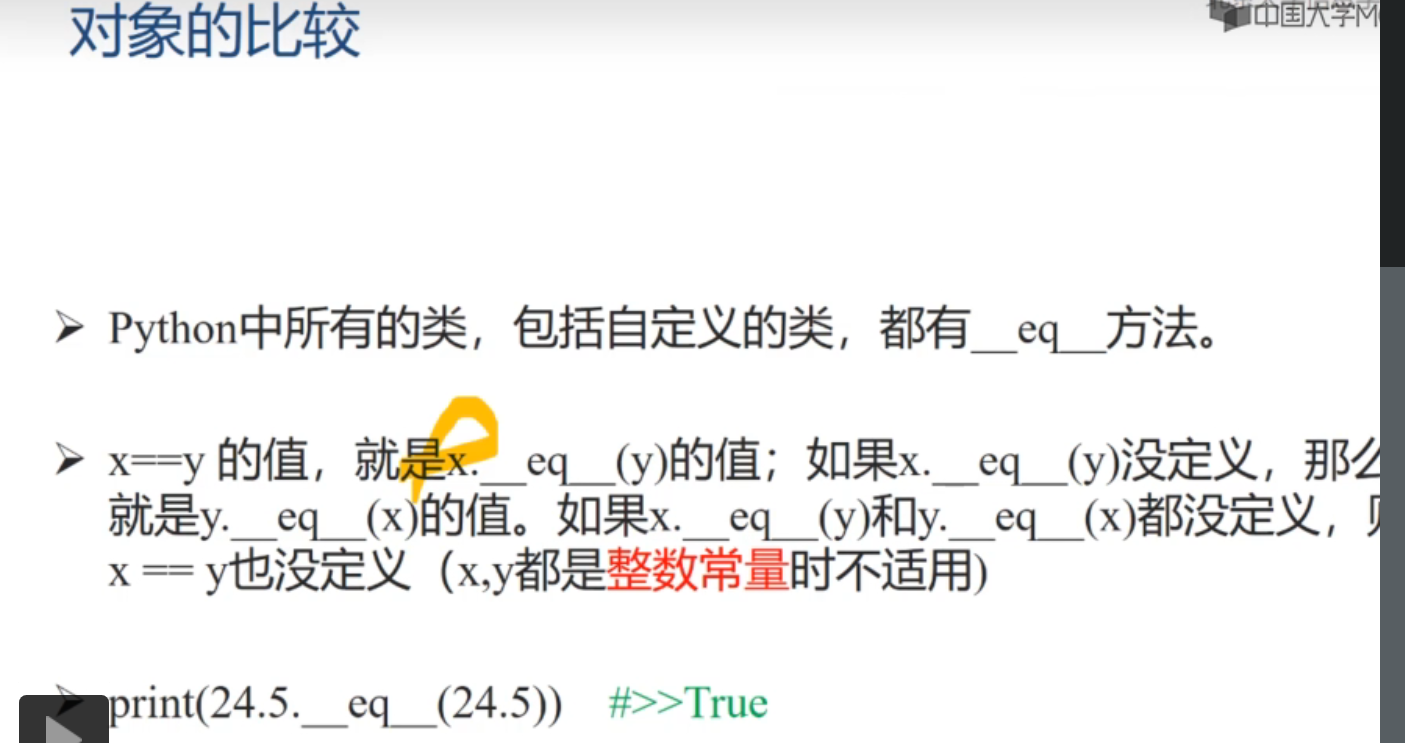 对象的比较
中国大学M
➢ Python中所有的类，包括自定义的类，都有__eq__方法。
➢ x==y 的值，就是x.__eq__(y)的值；如果x.__eq__(y)没定义，那么
就是y.__eq__(x)的值。如果x.__eq__(y)和y.__eq__(x)都没定义，
x == y也没定义（x,y都是整数常量时不适用)
➢ print(24.5.__eq__(24.5)) #>>True